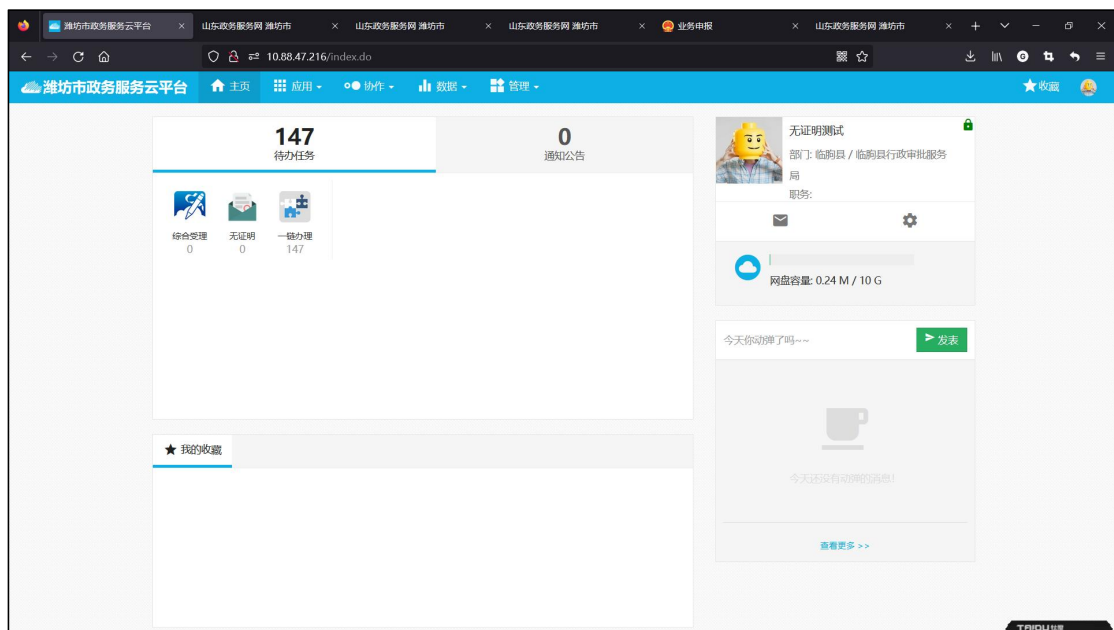 潍坊市政务服务云平台
山东政务服务网 潍坊市
山东政务服务网 潍坊市
山东政务服务网 潍坊市
业务申报
山东政务服务网 潍坊市
10.88.47.216/index.do
潍坊市政务服务云平台 主页 应用 协作 数据 管理 收藏
147
待办任务
0
通知公告
综合受理
0
无证明
0
一链办理
147
我的收藏
无证明测试
部门: 临朐县 / 临朐县行政审批服务
局
职务:
网盘容量: 0.24 M / 10 G
今天你动弹了吗~~ 发表
今天还没有动弹的消息!
查看更多 >>